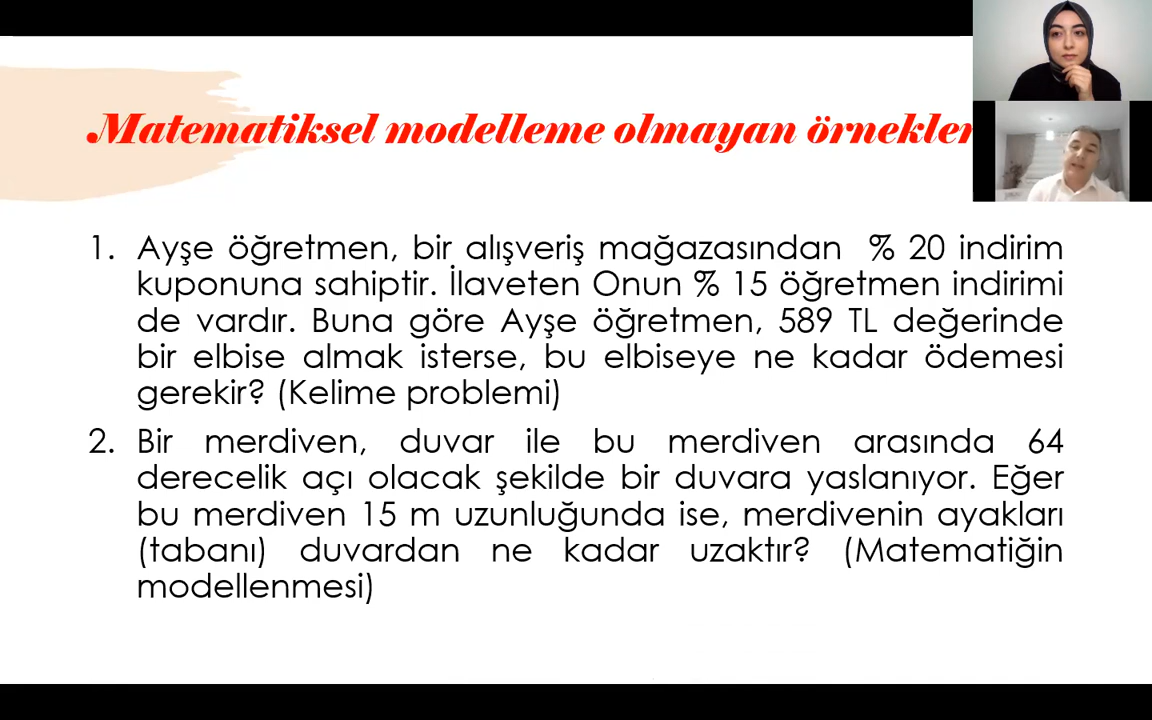 Matematiksel modelleme olmayan örnekler
1. Ayşe öğretmen, bir alışveriş mağazasından % 20 indirim
kuponuna sahiptir. İlaveten Onun % 15 öğretmen indirimi
de vardır. Buna göre Ayşe öğretmen, 589 TL değerinde
bir elbise almak isterse, bu elbiseye ne kadar ödemesi
gerekir? (Kelime problemi)
2. Bir merdiven, duvar ile bu merdiven arasında 64
derecelik açı olacak şekilde bir duvara yaslanıyor. Eğer
bu merdiven 15 m uzunluğunda ise, merdivenin ayakları
(tabanı) duvardan ne kadar uzaktır? (Matematiğin
modellenmesi)